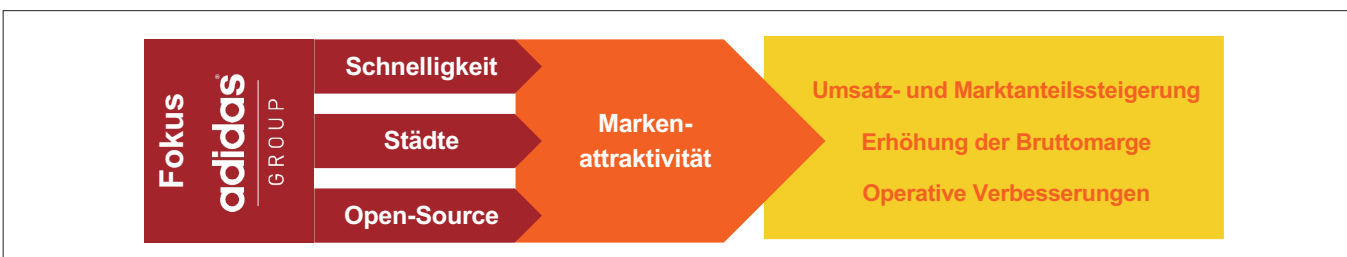 Fokus
adidas®
GROUP
Schnelligkeit
Städte
Open-Source
Marken-
attraktivität
Umsatz- und Marktanteilssteigerung
Erhöhung der Bruttomarge
Operative Verbesserungen